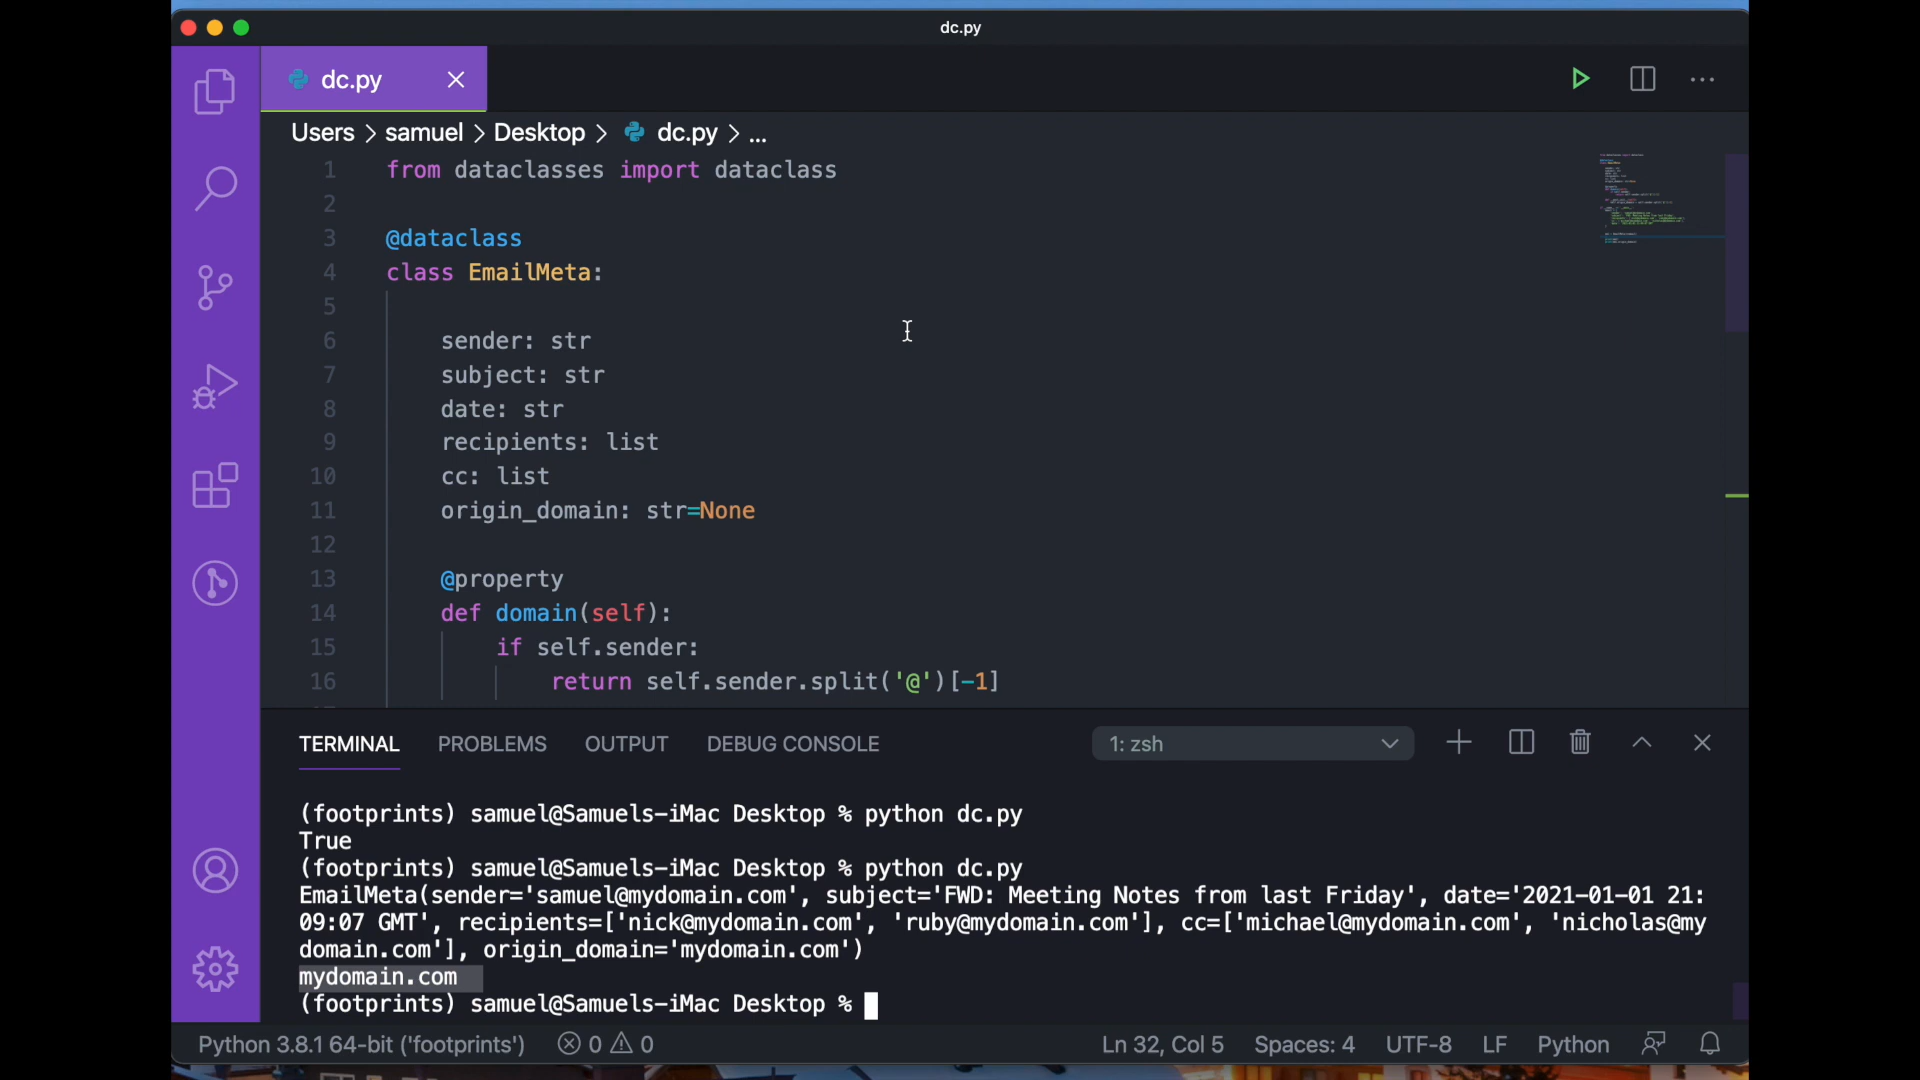 dc.py
dc.py
Users > samuel > Desktop > dc.py > ...
1 from dataclasses import dataclass
2
3 @dataclass
4 class EmailMeta:
5
6 sender: str
7 subject: str
8 date: str
9 recipients: list
10 cc: list
11 origin_domain: str=None
12
13 @property
14 def domain(self):
15 if self.sender:
16 return self.sender.split('@')[-1]
TERMINAL PROBLEMS OUTPUT DEBUG CONSOLE 1: zsh
(footprints) samuel@Samuels-iMac Desktop % python dc.py
True
(footprints) samuel@Samuels-iMac Desktop % python dc.py
EmailMeta(sender='samuel@mydomain.com', subject='FWD: Meeting Notes from last Friday', date='2021-01-01 21:
09:07 GMT', recipients=['nick@mydomain.com', 'ruby@mydomain.com'], cc=['michael@mydomain.com', 'nicholas@my
domain.com'], origin_domain='mydomain.com')
mydomain.com
(footprints) samuel@Samuels-iMac Desktop %
Python 3.8.1 64-bit ('footprints') 0 0 Ln 32, Col 5 Spaces: 4 UTF-8 LF Python